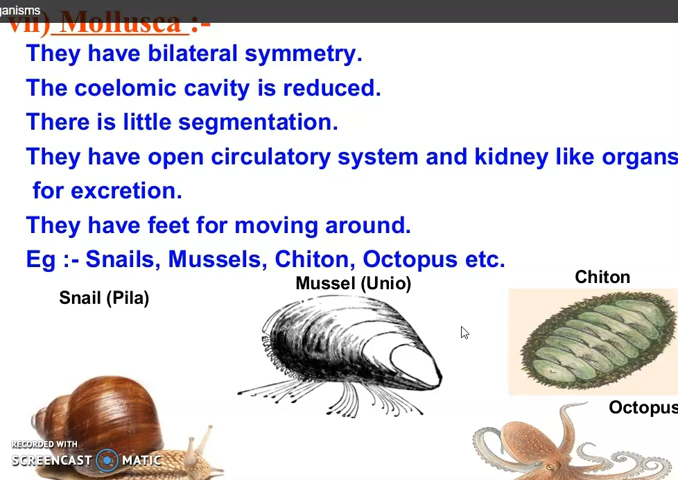 ganisms
vii) Mollusca :-
They have bilateral symmetry.
The coelomic cavity is reduced.
There is little segmentation.
They have open circulatory system and kidney like organs
for excretion.
They have feet for moving around.
Eg :- Snails, Mussels, Chiton, Octopus etc.
Snail (Pila)
Mussel (Unio)
Chiton
Octopus
RECORDED WITH
SCREENCAST MATIC